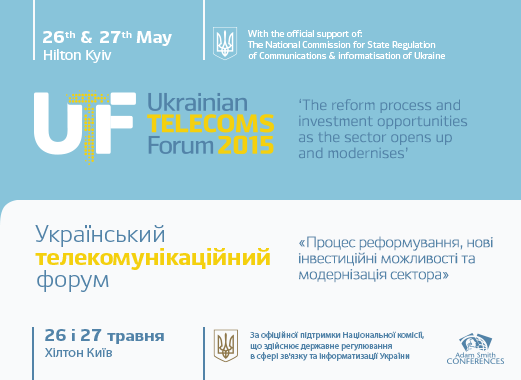 26th & 27th May
Hilton Kyiv
With the official support of:
The National Commission for State Regulation
of Communications & Informatisation of Ukraine
UTF
Ukrainian
TELECOMS
Forum 2015
‘The reform process and
investment opportunities
as the sector opens up
and modernises’
Український
телекомунікаційний
форум
«Процес реформування, нові
інвестиційні можливості та
модернізація сектора»
26 і 27 травня
Хілтон Київ
За офіційної підтримки Національної комісії,
що здійснює державне регулювання
в сфері зв'язку та інформатизації України
Adam Smith
CONFERENCES